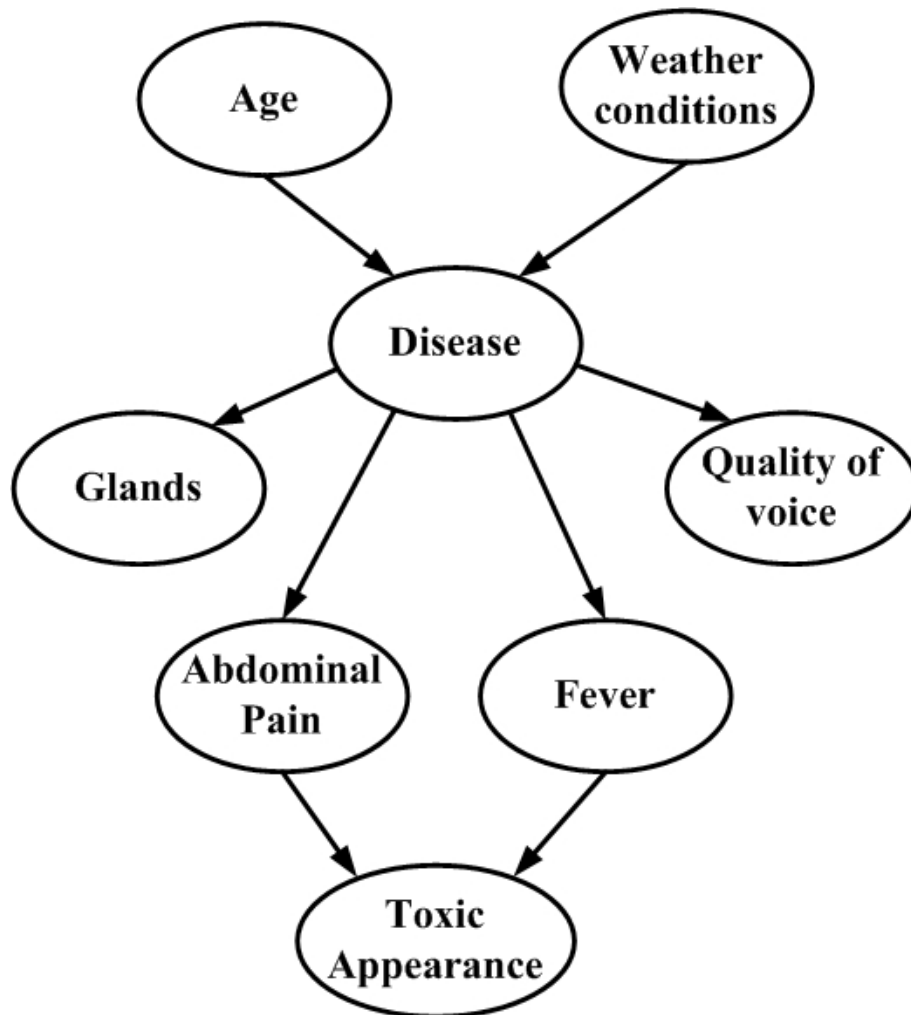 Age
Weather
conditions
Disease
Glands
Quality of
voice
Abdominal
Pain
Fever
Toxic
Appearance